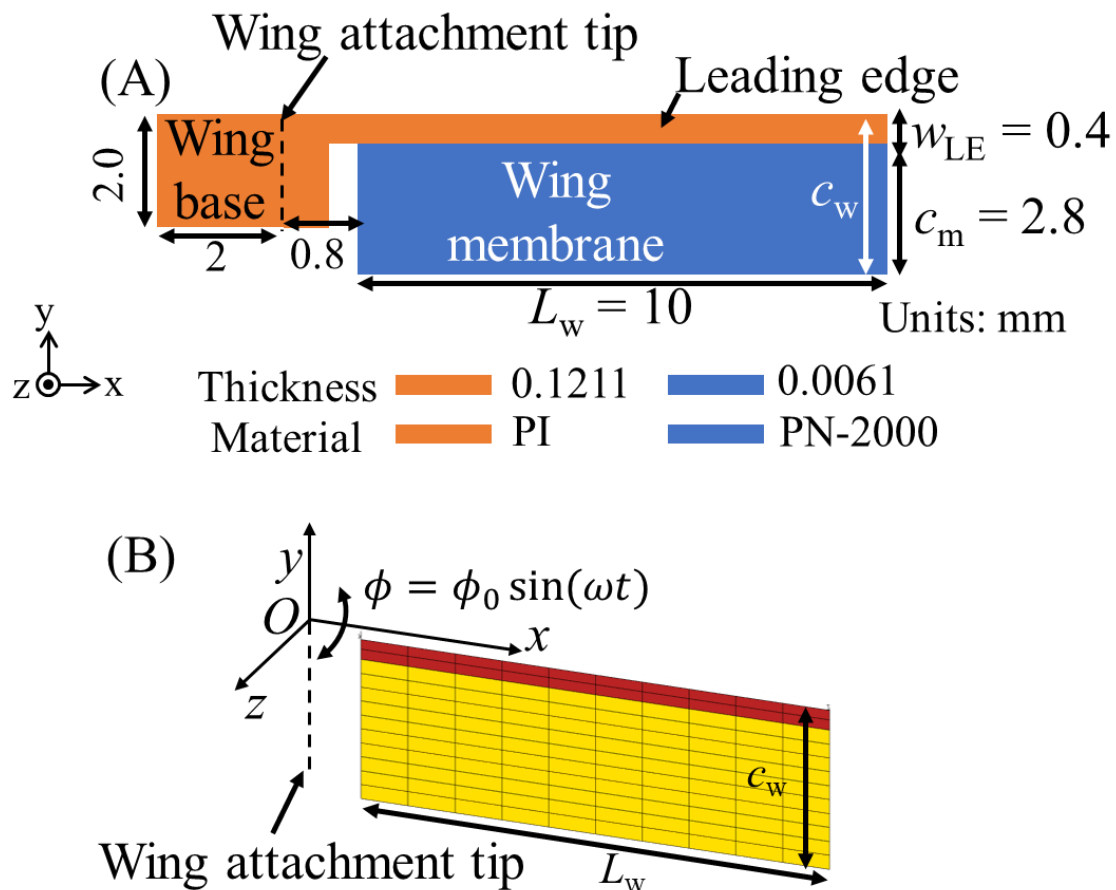 Wing attachment tip
(A)
Leading edge
Wing
base
2.0
2
0.8
Wing
membrane
c_w
w_LE = 0.4
c_m = 2.8
L_w = 10
Units: mm
y
z
x
Thickness 0.1211 0.0061
Material PI PN-2000
(B)
y
ϕ = ϕ₀ sin(ωt)
O
x
z
c_w
Wing attachment tip
L_w